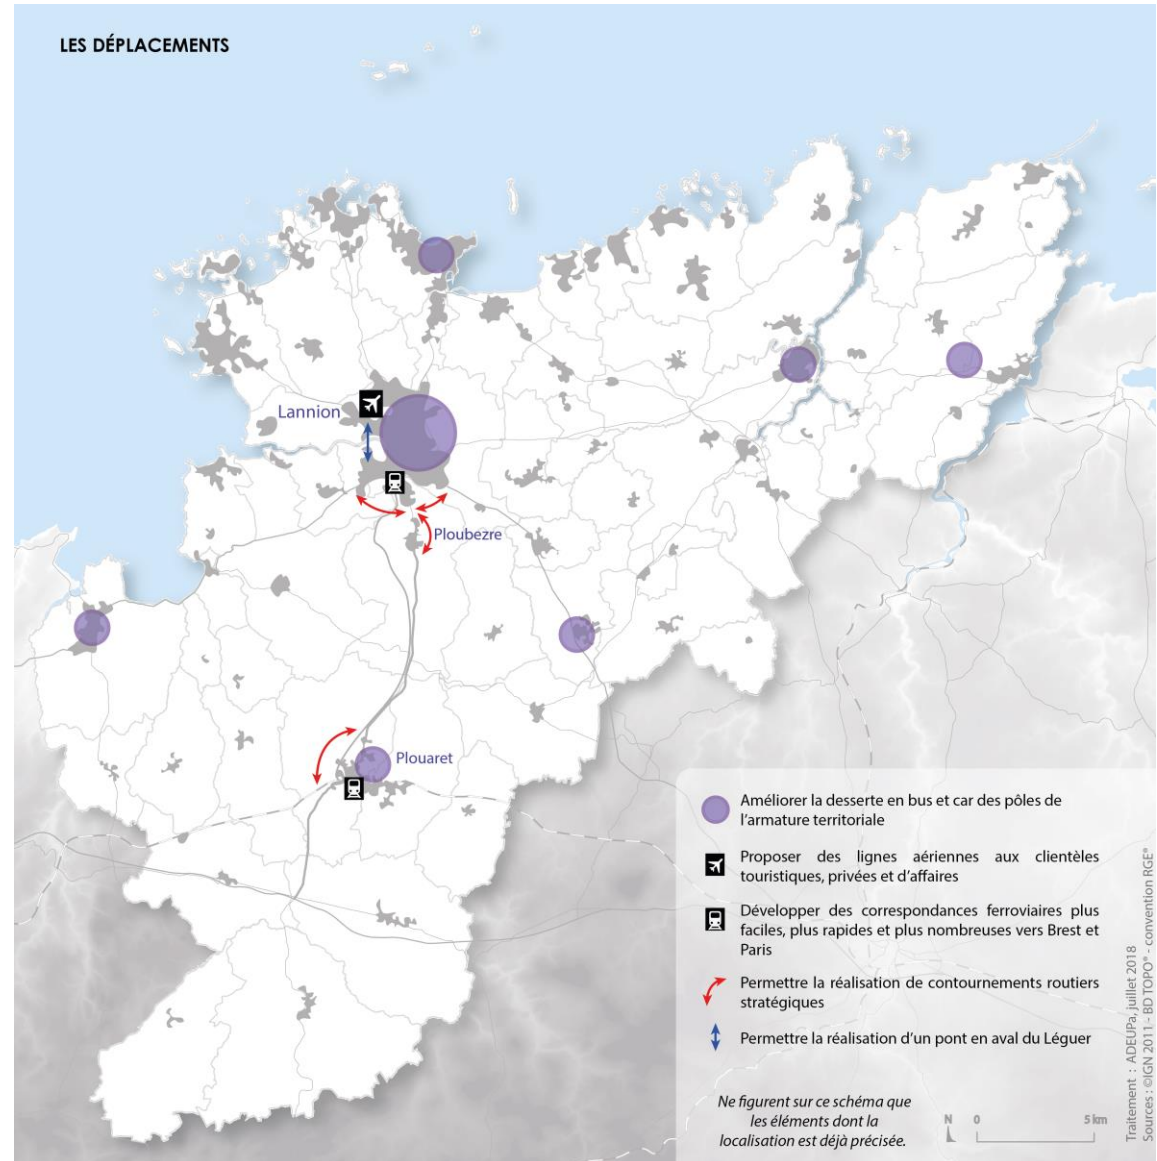 LES DÉPLACEMENTS
Lannion
Ploubezre
Plouaret
Améliorer la desserte en bus et car des pôles de
l'armature territoriale
Proposer des lignes aériennes aux clientèles
touristiques, privées et d'affaires
Développer des correspondances ferroviaires plus
faciles, plus rapides et plus nombreuses vers Brest et
Paris
Permettre la réalisation de contournements routiers
stratégiques
Permettre la réalisation d'un pont en aval du Léguer
Ne figurent sur ce schéma que
les éléments dont la
localisation est déjà précisée.
N 0 5 km
Traitement : ADEUPa, juillet 2018
Sources : ©IGN 2011 - BD TOPO® - convention RGE®